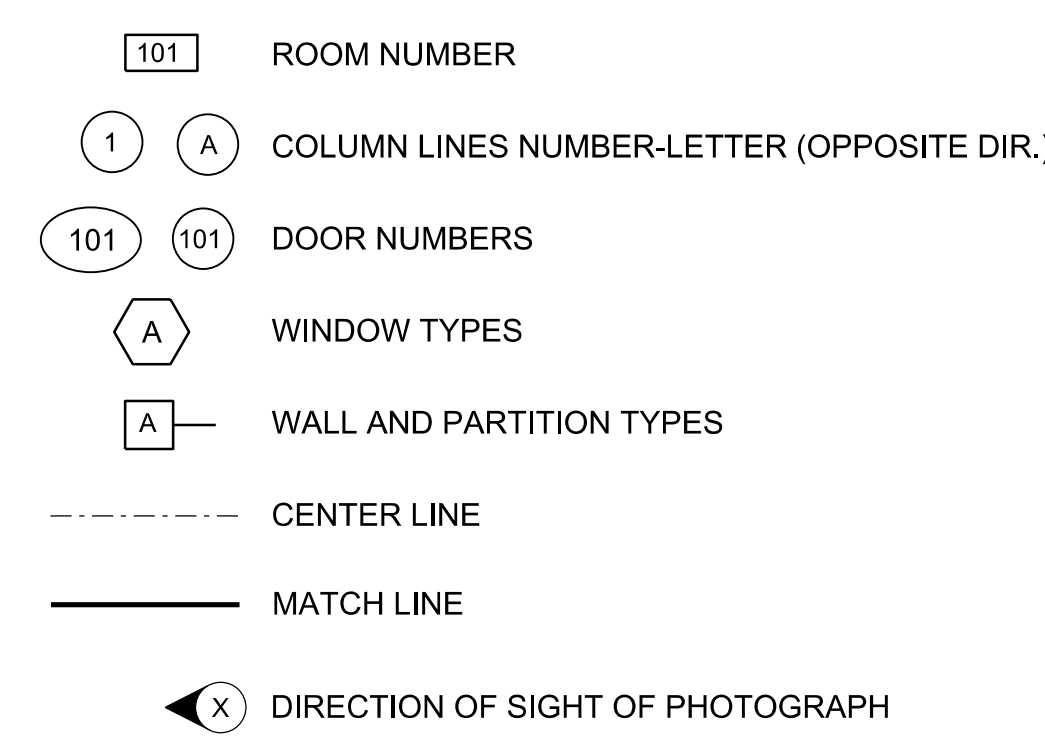 101 ROOM NUMBER
1 A COLUMN LINES NUMBER-LETTER (OPPOSITE DIR.)
101 101 DOOR NUMBERS
A WINDOW TYPES
A WALL AND PARTITION TYPES
CENTER LINE
MATCH LINE
X DIRECTION OF SIGHT OF PHOTOGRAPH